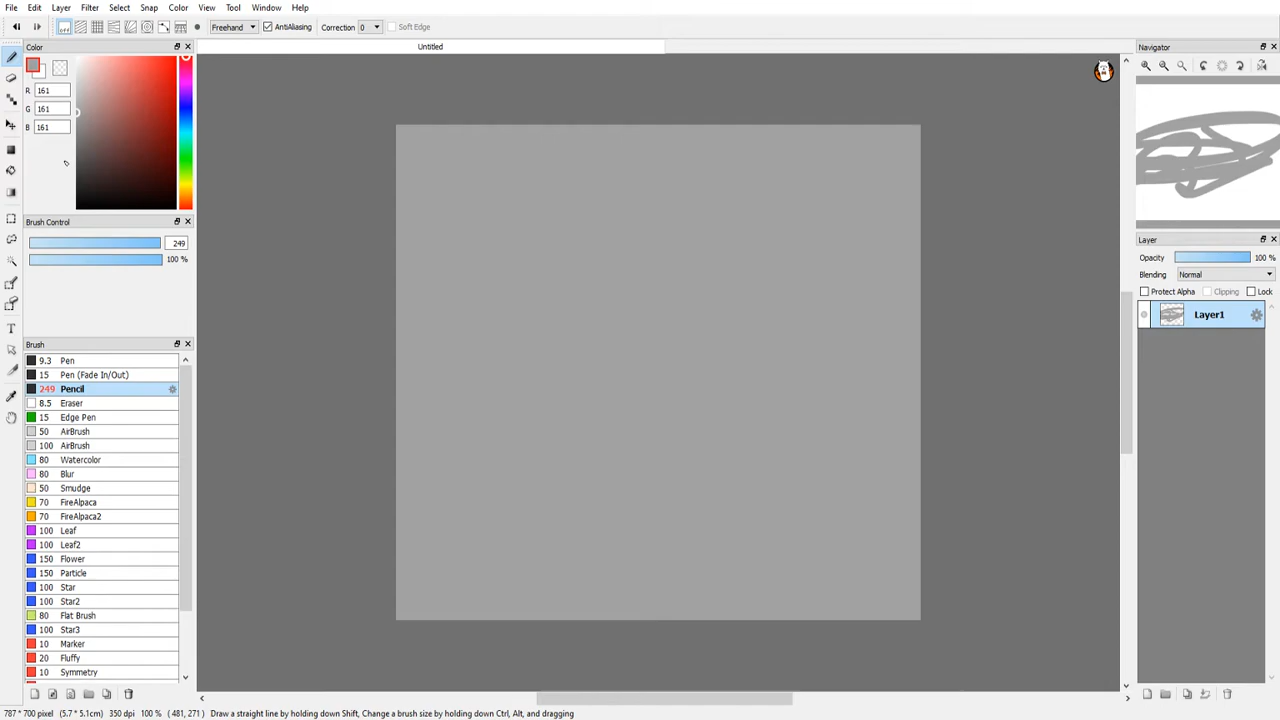 File Edit Layer Filter Select Snap Color View Tool Window Help
off Freehand AntiAliasing Correction 0 Soft Edge
Color
Untitled
Navigator
R 161
G 161
B 161
Brush Control
249
100 %
Layer
Opacity 100 %
Blending Normal
Protect Alpha Clipping Lock
Layer1
Brush
9.3 Pen
15 Pen (Fade In/Out)
249 Pencil
8.5 Eraser
15 Edge Pen
50 AirBrush
100 AirBrush
80 Watercolor
80 Blur
50 Smudge
70 FireAlpaca
70 FireAlpaca2
100 Leaf
100 Leaf2
150 Flower
150 Particle
100 Star
100 Star2
80 Flat Brush
100 Star3
10 Marker
20 Fluffy
10 Symmetry
787 * 700 pixel (5.7 * 5.1cm) 350 dpi 100 % ( 481, 271 ) Draw a straight line by holding down Shift, Change a brush size by holding down Ctrl, Alt, and dragging